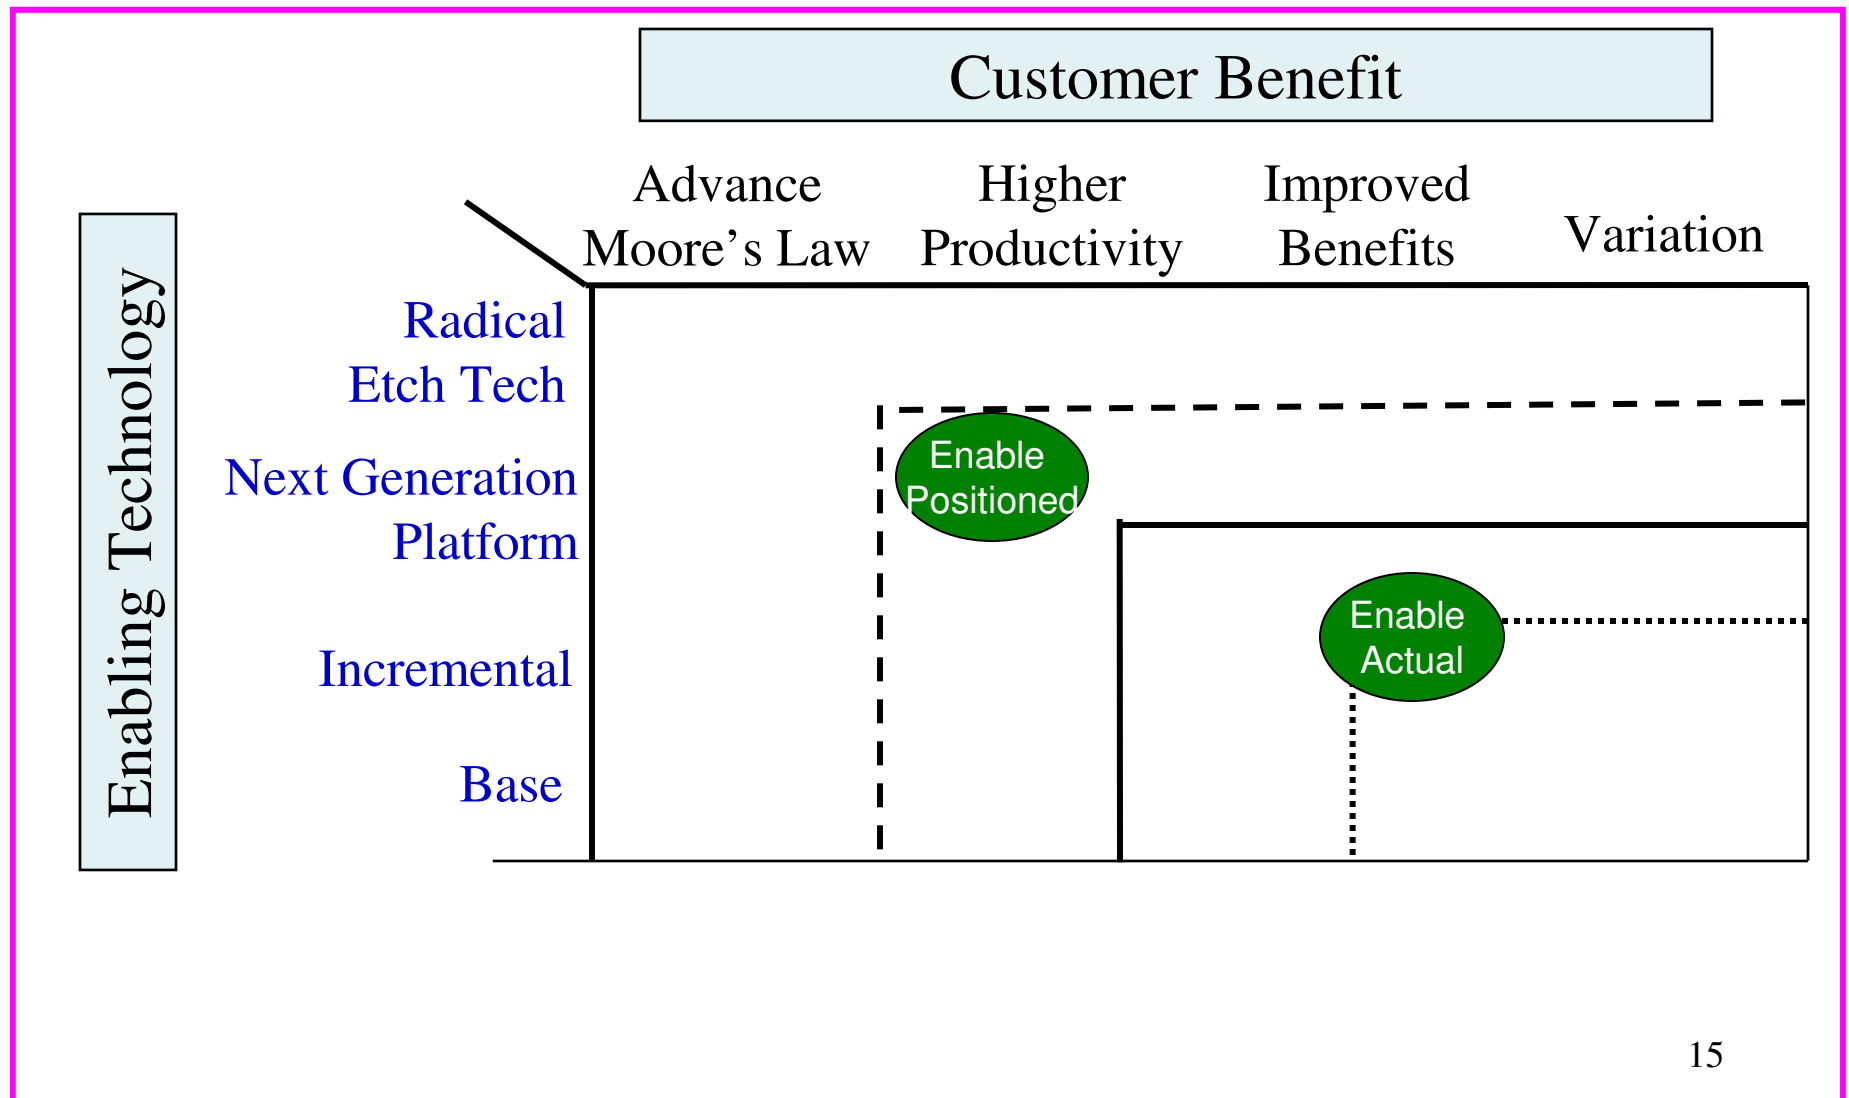 Customer Benefit
Advance
Moore’s Law
Higher
Productivity
Improved
Benefits
Variation
Enabling Technology
Radical
Etch Tech
Next Generation
Platform
Incremental
Base
Enable
Positioned
Enable
Actual
15